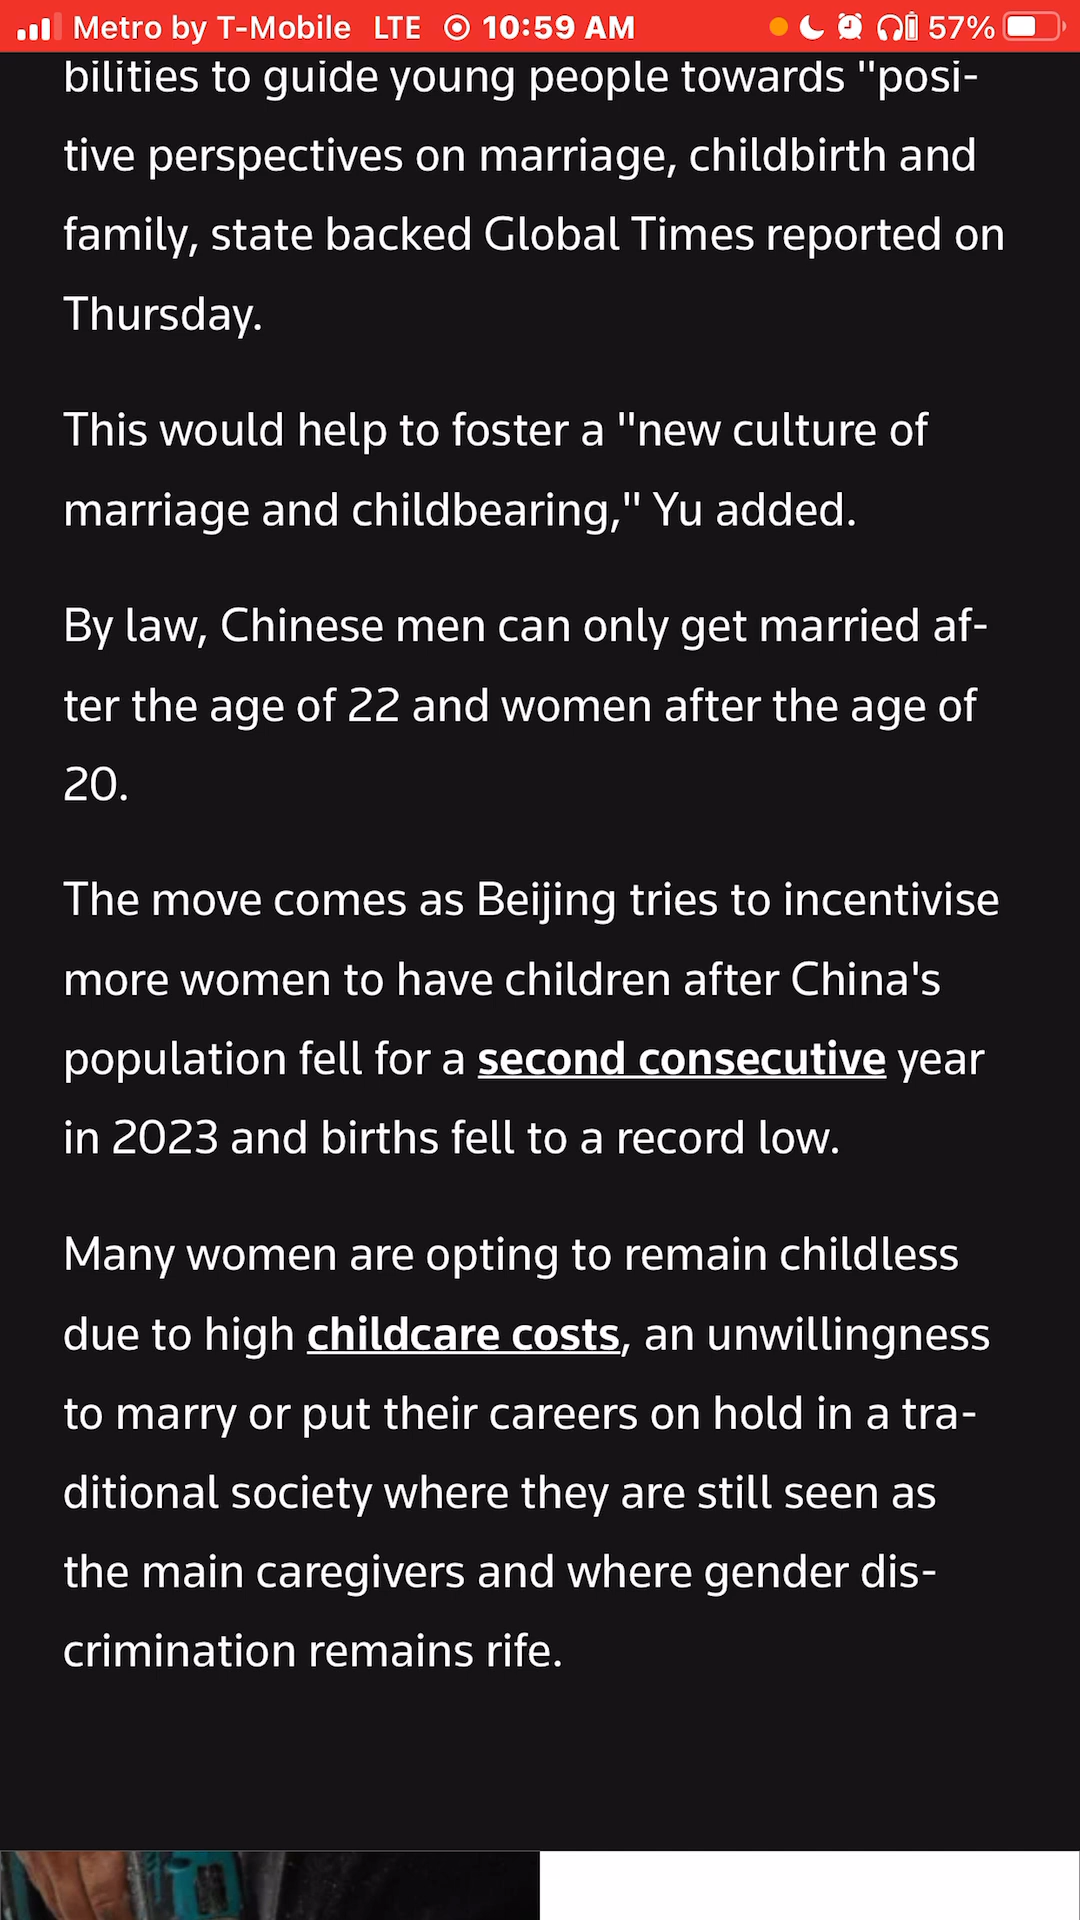 Metro by T-Mobile LTE 10:59 AM 57%
bilities to guide young people towards "posi-
tive perspectives on marriage, childbirth and
family, state backed Global Times reported on
Thursday.
This would help to foster a "new culture of
marriage and childbearing," Yu added.
By law, Chinese men can only get married af-
ter the age of 22 and women after the age of
20.
The move comes as Beijing tries to incentivise
more women to have children after China's
population fell for a second consecutive year
in 2023 and births fell to a record low.
Many women are opting to remain childless
due to high childcare costs, an unwillingness
to marry or put their careers on hold in a tra-
ditional society where they are still seen as
the main caregivers and where gender dis-
crimination remains rife.